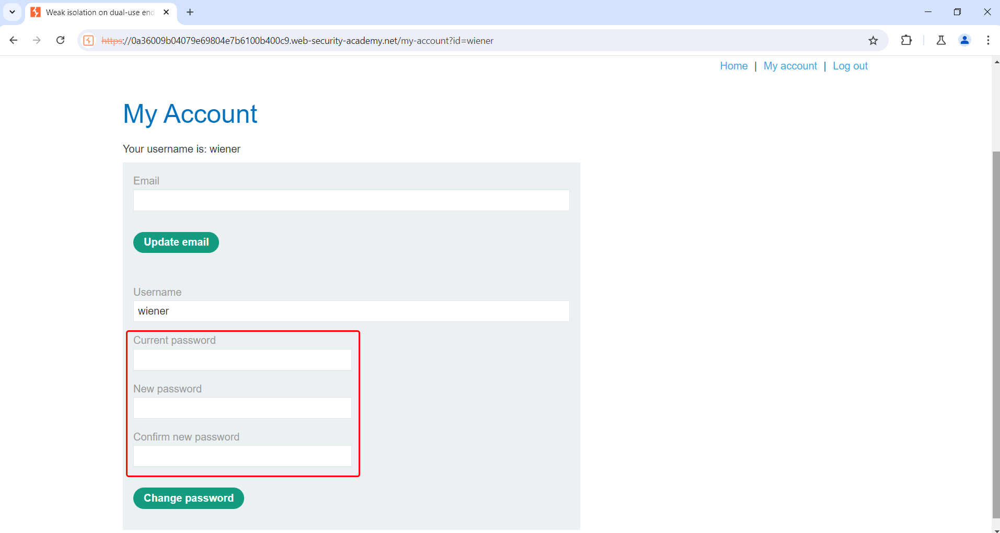 Weak isolation on dual-use end
https://0a36009b04079e69804e7b6100b400c9.web-security-academy.net/my-account?id=wiener
Home | My account | Log out
My Account
Your username is: wiener
Email
Update email
Username
wiener
Current password
New password
Confirm new password
Change password